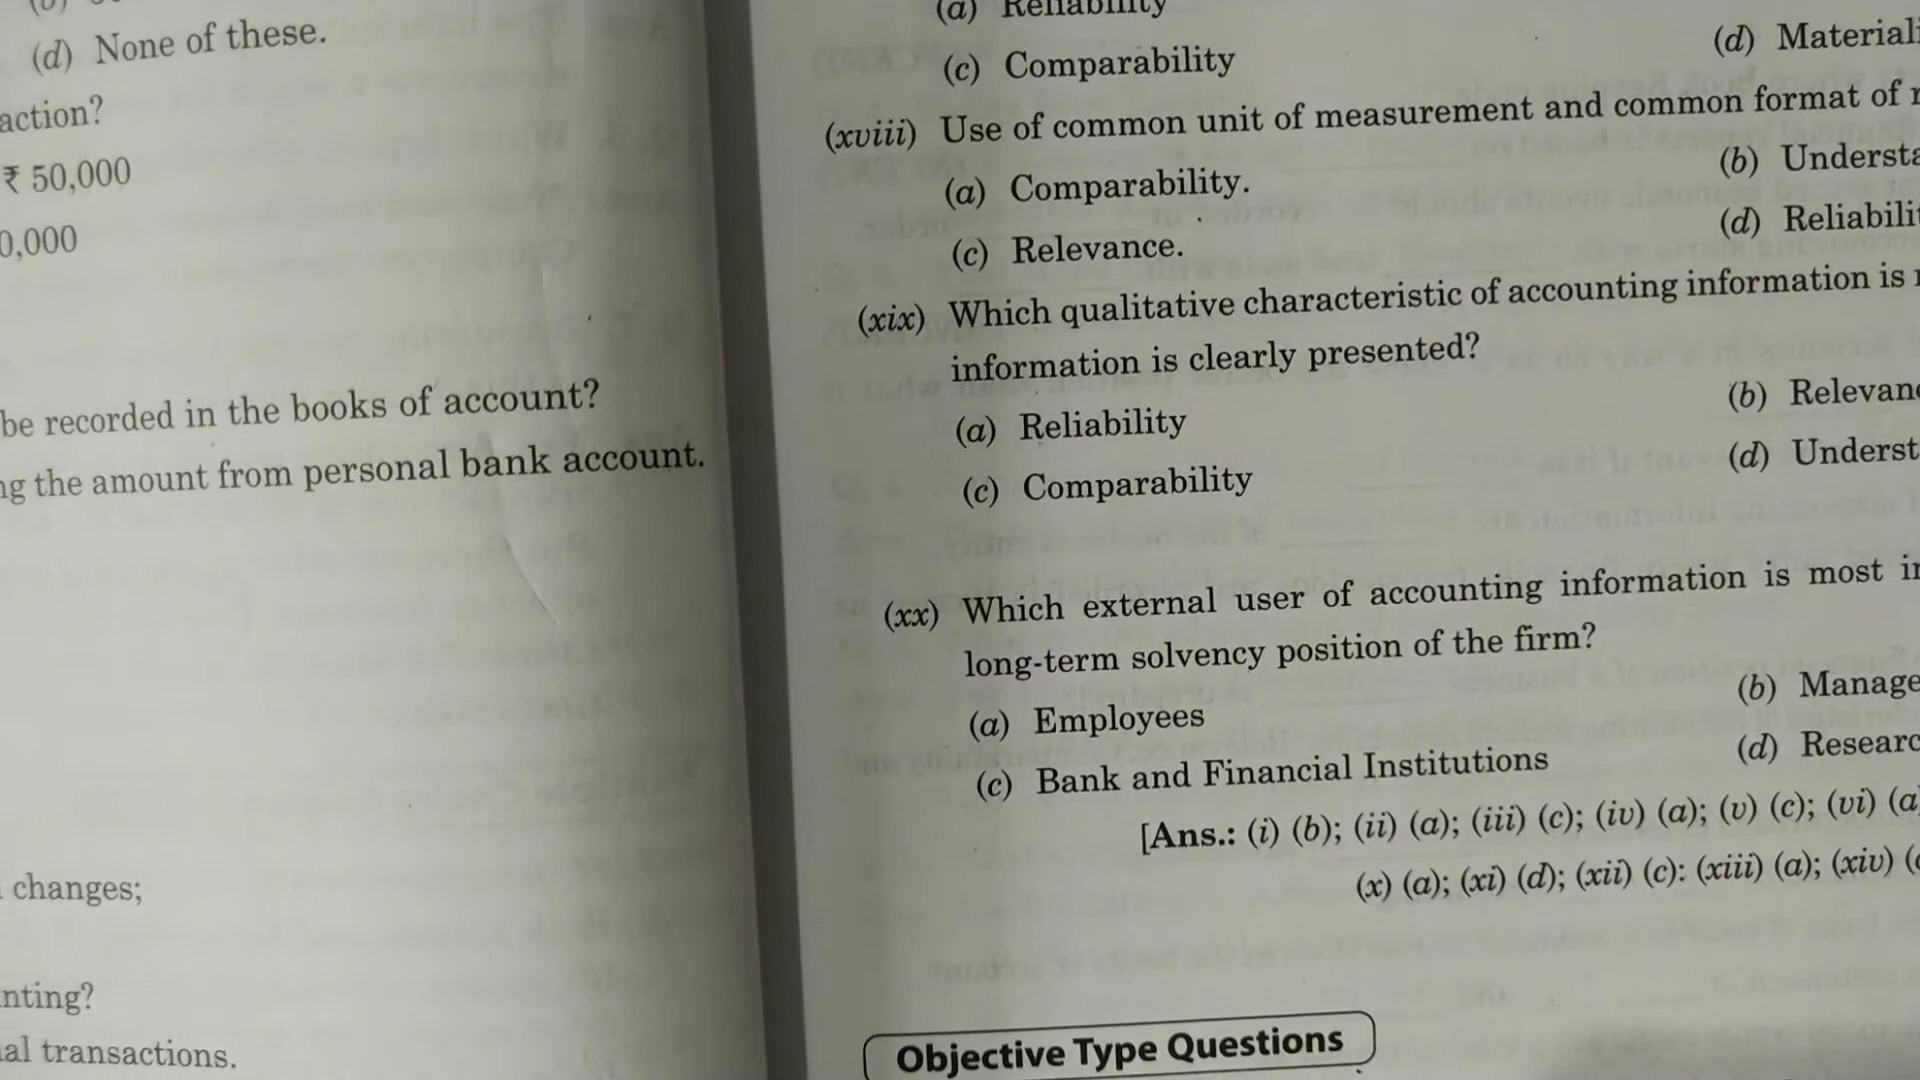 (d) None of these.
action?
₹ 50,000
0,000
be recorded in the books of account?
ng the amount from personal bank account.
changes;
nting?
al transactions.
(a) Reliability
(c) Comparability
(d) Materiali
(xviii) Use of common unit of measurement and common format of
(a) Comparability.
(b) Understa
(c) Relevance.
(d) Reliabili
(xix) Which qualitative characteristic of accounting information is
information is clearly presented?
(a) Reliability
(b) Relevan
(c) Comparability
(d) Underst
(xx) Which external user of accounting information is most in
long-term solvency position of the firm?
(a) Employees
(b) Manage
(c) Bank and Financial Institutions
(d) Researc
[Ans.: (i) (b); (ii) (a); (iii) (c); (iv) (a); (v) (c); (vi) (a)
(x) (a); (xi) (d); (xii) (c): (xiii) (a); (xiv)
Objective Type Questions